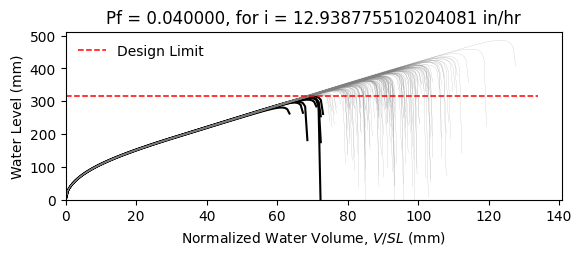 Pf = 0.040000, for i = 12.938775510204081 in/hr
Design Limit
Water Level (mm)
500
400
300
200
100
0
0 20 40 60 80 100 120 140
Normalized Water Volume, V/SL (mm)